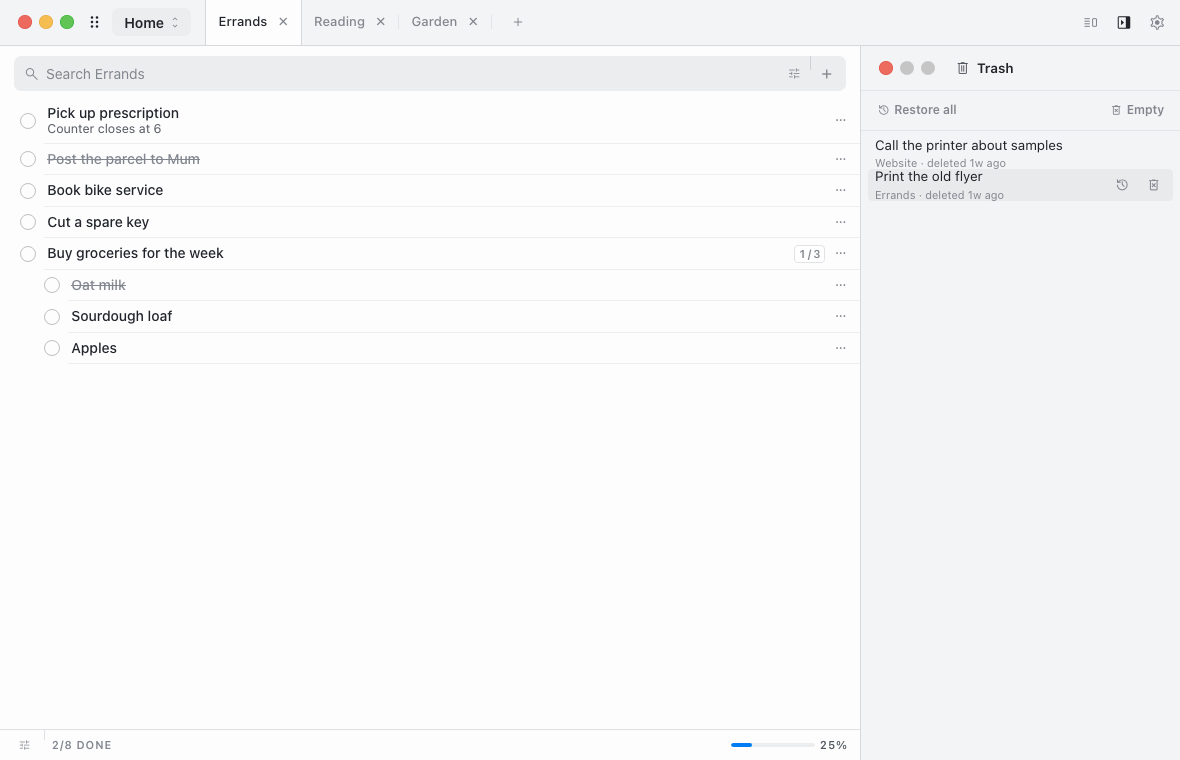 Home
Errands
Reading
Garden
Search Errands
Pick up prescription
Counter closes at 6
Post the parcel to Mum
Book bike service
Cut a spare key
Buy groceries for the week
1/3
Oat milk
Sourdough loaf
Apples
2/8 DONE
25%
Trash
Restore all
Empty
Call the printer about samples
Website · deleted 1w ago
Print the old flyer
Errands · deleted 1w ago